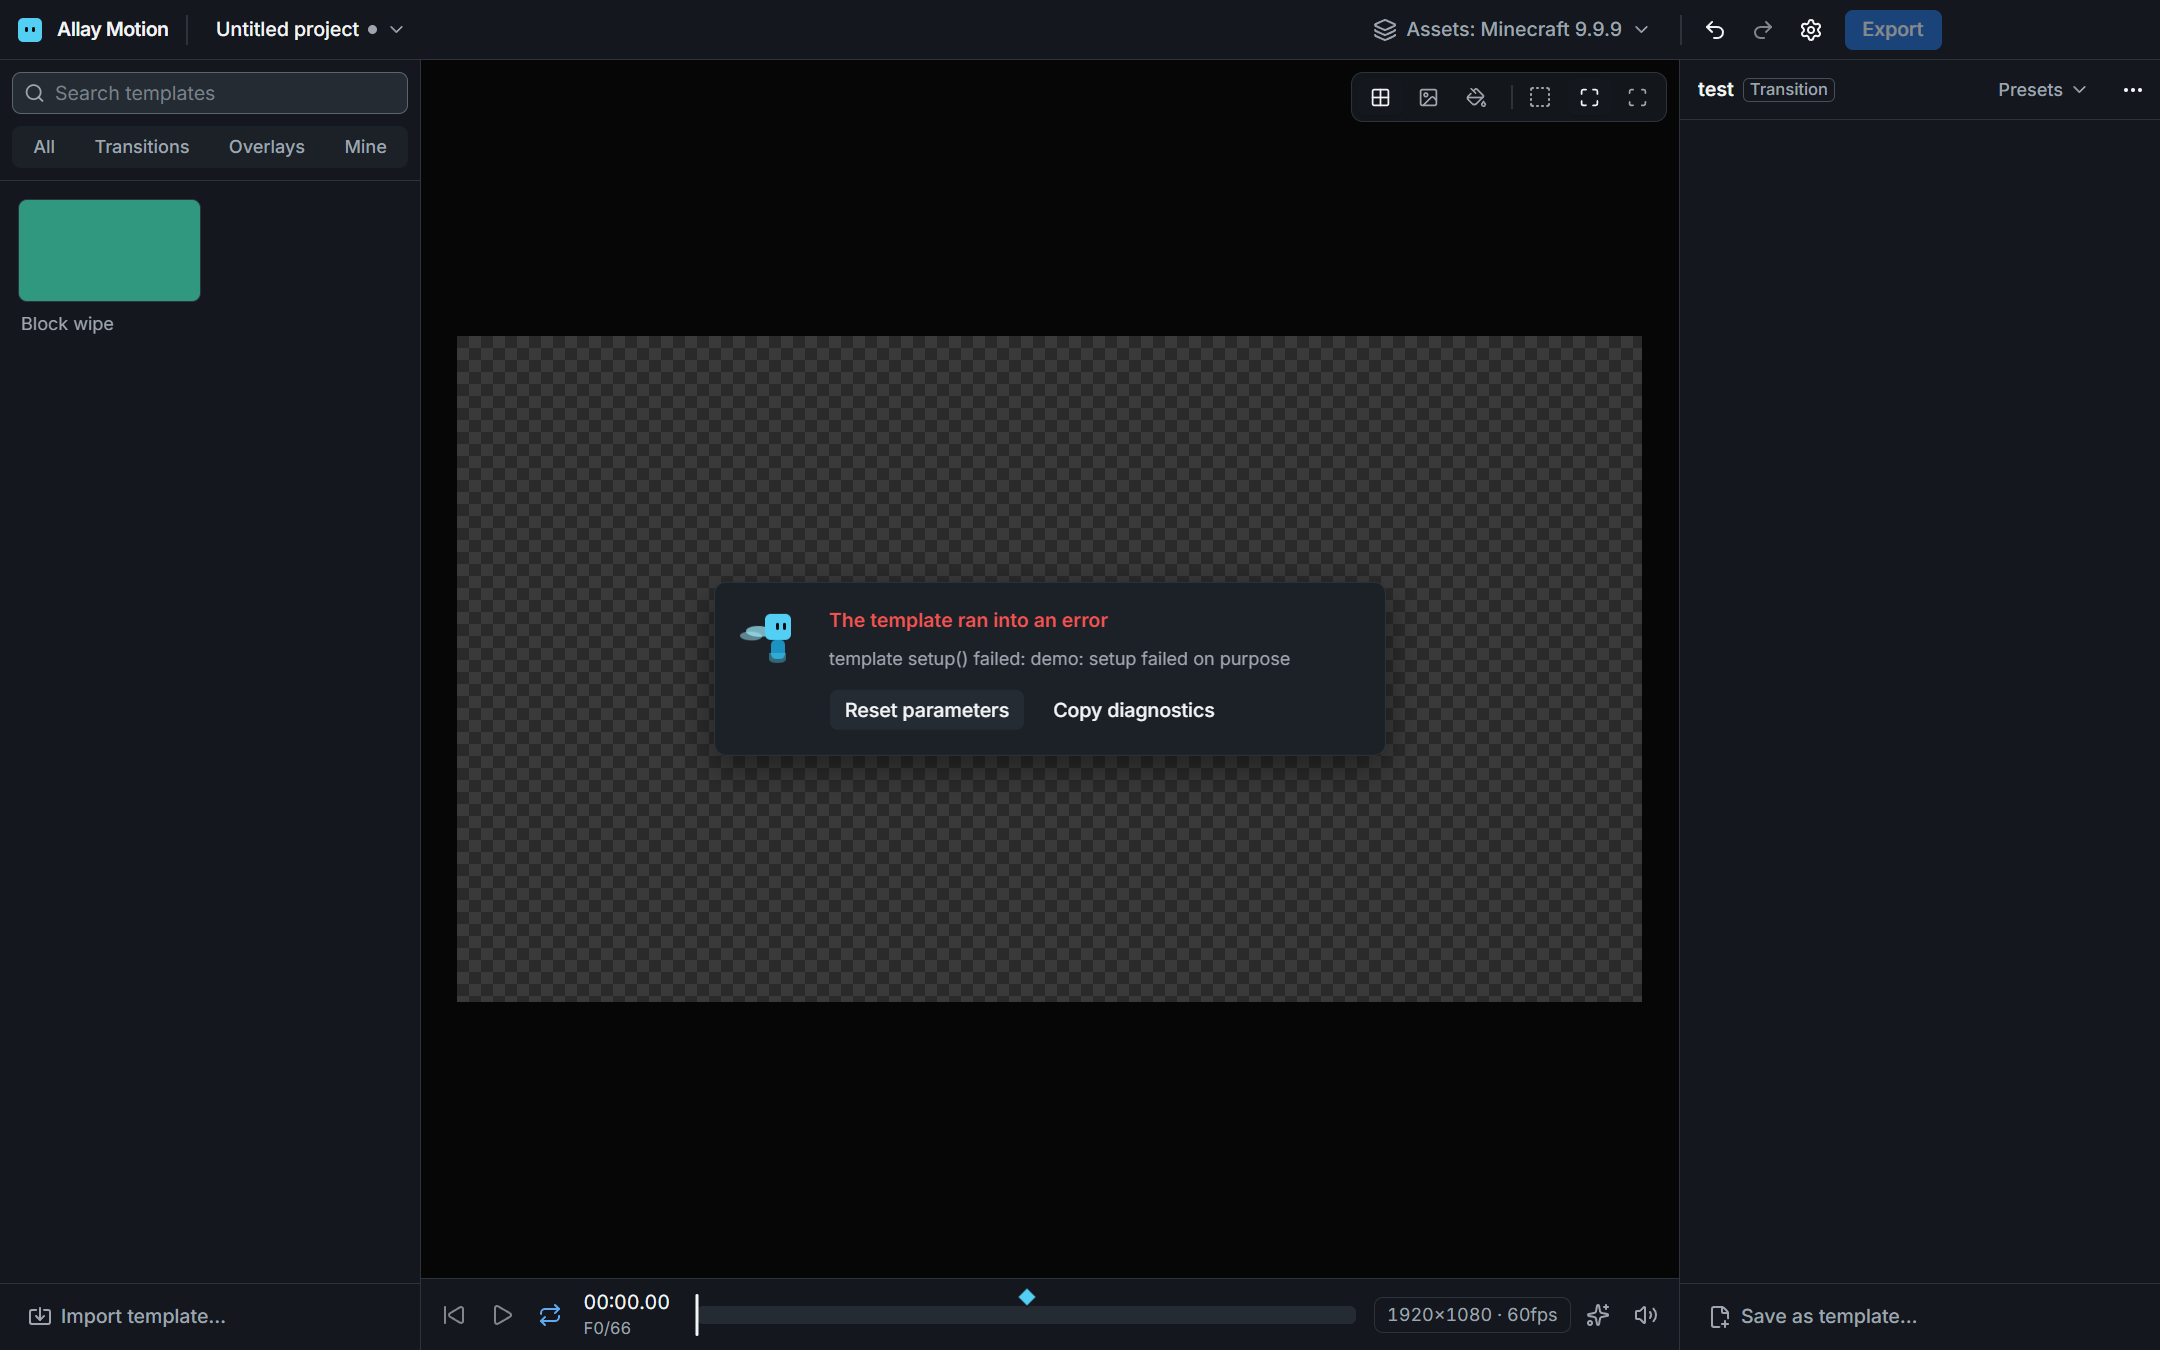 Allay Motion
Untitled project
Assets: Minecraft 9.9.9
Export
Search templates
All
Transitions
Overlays
Mine
Block wipe
test
Transition
Presets
The template ran into an error
template setup() failed: demo: setup failed on purpose
Reset parameters
Copy diagnostics
Import template...
00:00.00
F0/66
1920×1080 · 60fps
Save as template...